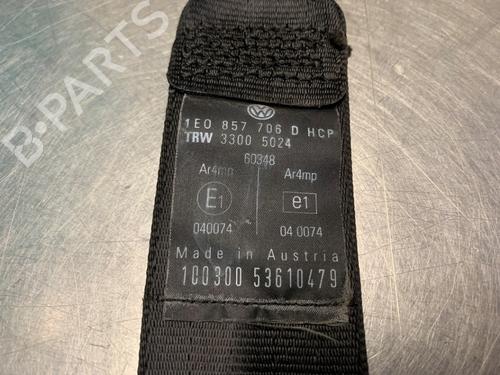 1E0 857 706 D HCP
TRW 3300 5024
60348
Ar4mp Ar4mp
E1 e1
040074 04 0074
Made in Austria
100300 53610479
B-PARTS